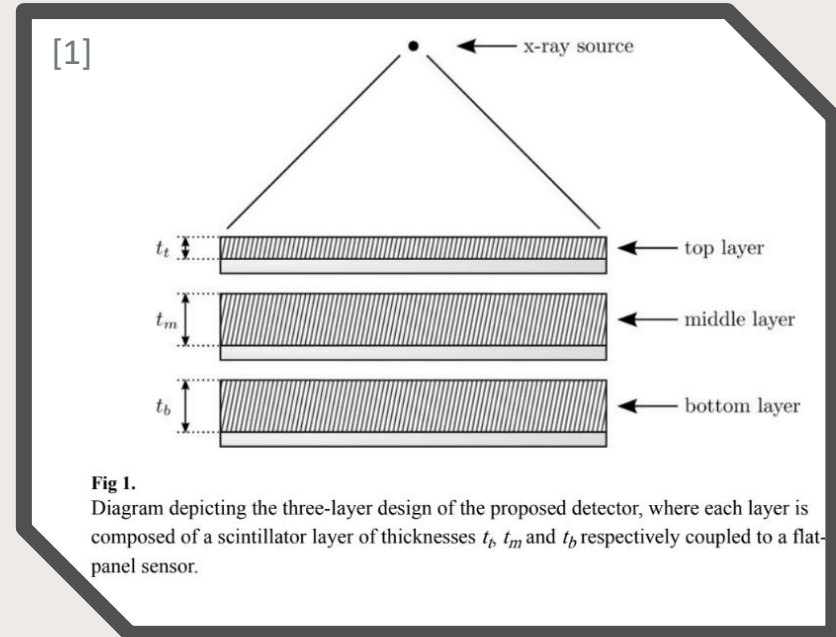 [1]
x-ray source
t_t
top layer
t_m
middle layer
t_b
bottom layer
Fig 1.
Diagram depicting the three-layer design of the proposed detector, where each layer is
composed of a scintillator layer of thicknesses t_t, t_m and t_b respectively coupled to a flat-
panel sensor.